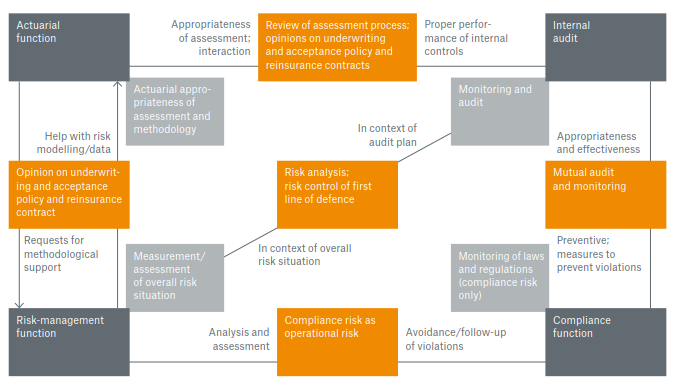 Actuarial
function
Appropriateness
of assessment;
interaction
Review of assessment process;
opinions on underwriting
and acceptance policy and
reinsurance contracts
Proper perfor-
mance of internal
controls
Internal
audit
Actuarial appro-
priateness of
assessment and
methodology
Monitoring and
audit
Help with risk
modelling/data
In context of
audit plan
Appropriateness
and effectiveness
Opinion on underwrit-
ing and acceptance
policy and reinsurance
contract
Risk analysis;
risk control of first
line of defence
Mutual audit
and monitoring
Requests for
methodological
support
Measurement/
assessment
of overall risk
situation
In context of overall
risk situation
Monitoring of laws
and regulations
(compliance risk
only)
Preventive;
measures to
prevent violations
Risk-management
function
Analysis and
assessment
Compliance risk as
operational risk
Avoidance/follow-up
of violations
Compliance
function